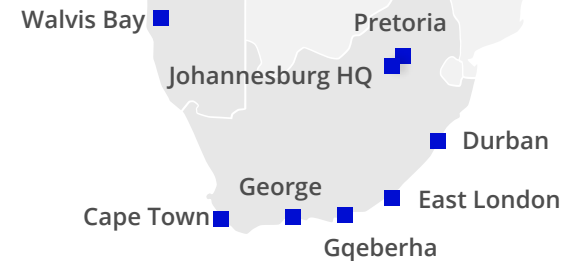 Walvis Bay
Pretoria
Johannesburg HQ
Durban
George
East London
Cape Town
Gqeberha